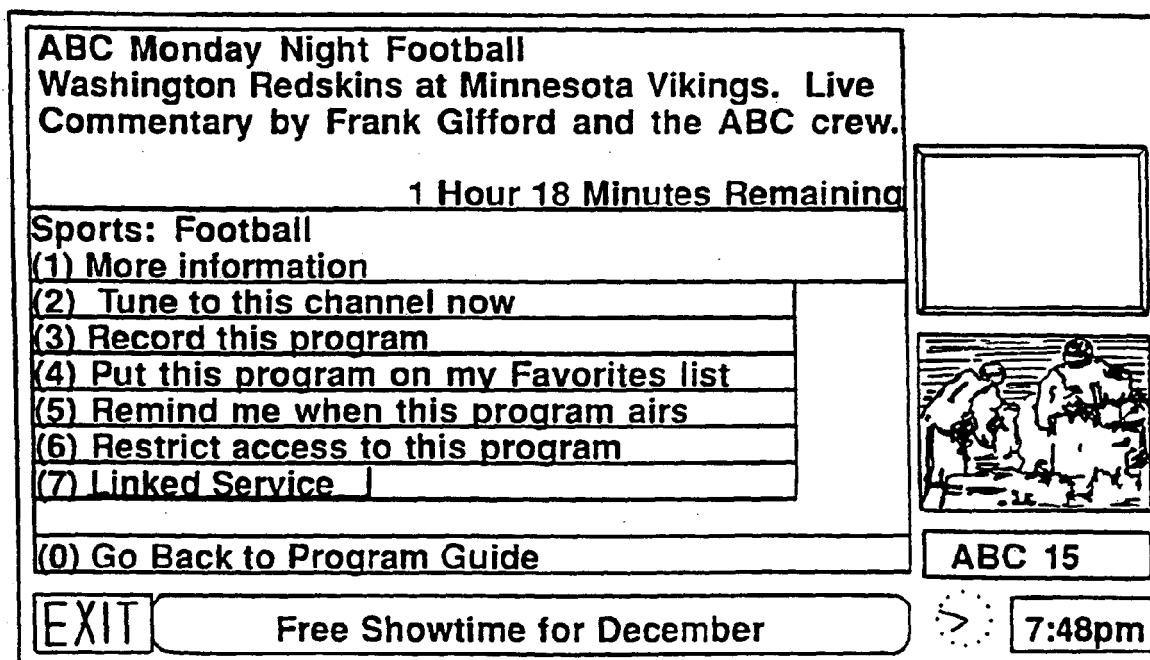 ABC Monday Night Football
Washington Redskins at Minnesota Vikings. Live
Commentary by Frank Gifford and the ABC crew.
1 Hour 18 Minutes Remaining
Sports: Football
(1) More information
(2) Tune to this channel now
(3) Record this program
(4) Put this program on my Favorites list
(5) Remind me when this program airs
(6) Restrict access to this program
(7) Linked Service
(0) Go Back to Program Guide
ABC 15
EXIT
Free Showtime for December
7:48pm